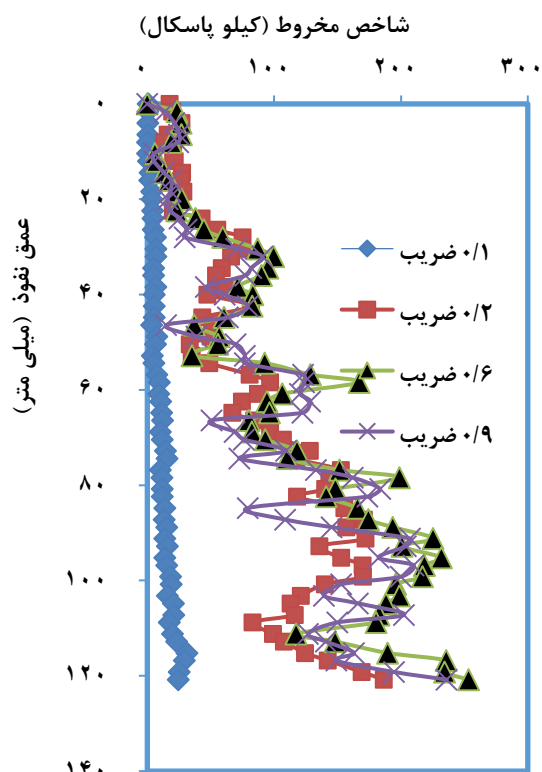 شاخص مخروط (کیلو پاسکال)
۰ ۱۰۰ ۲۰۰ ۳۰۰
۰
۲۰
۴۰
۶۰
۸۰
۱۰۰
۱۲۰
۱۴۰
عمق نفوذ (میلی متر)
ضریب ۰/۱
ضریب ۰/۲
ضریب ۰/۶
ضریب ۰/۹